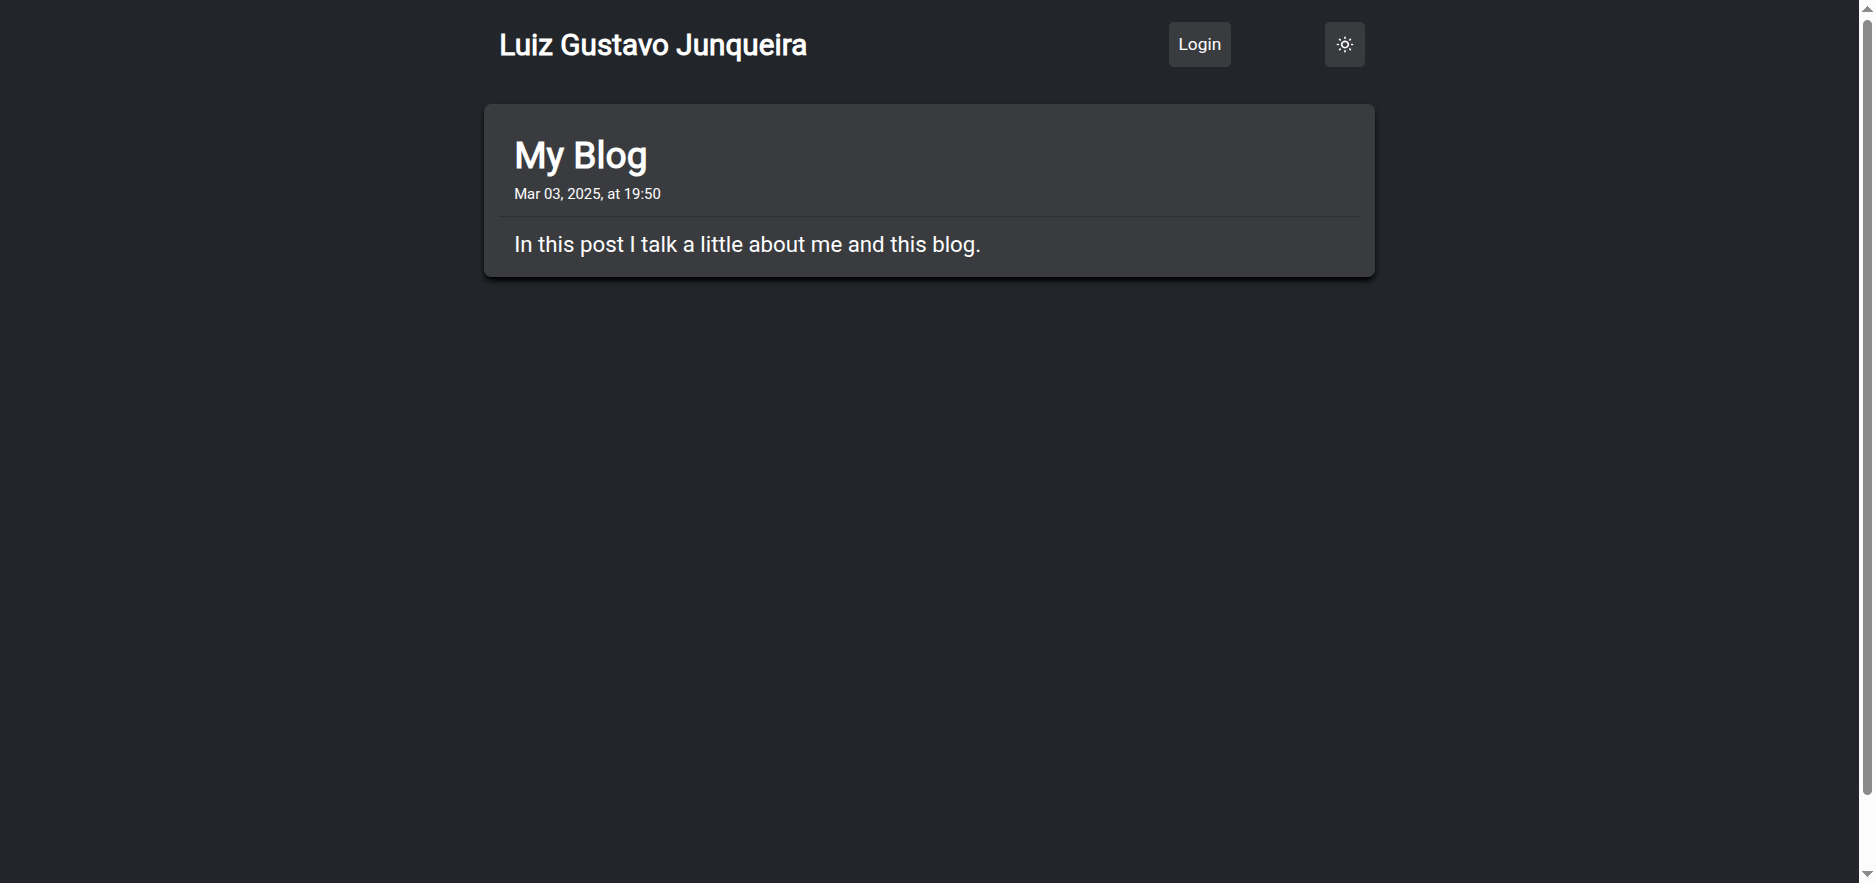 Luiz Gustavo Junqueira
Login
My Blog
Mar 03, 2025, at 19:50
In this post I talk a little about me and this blog.